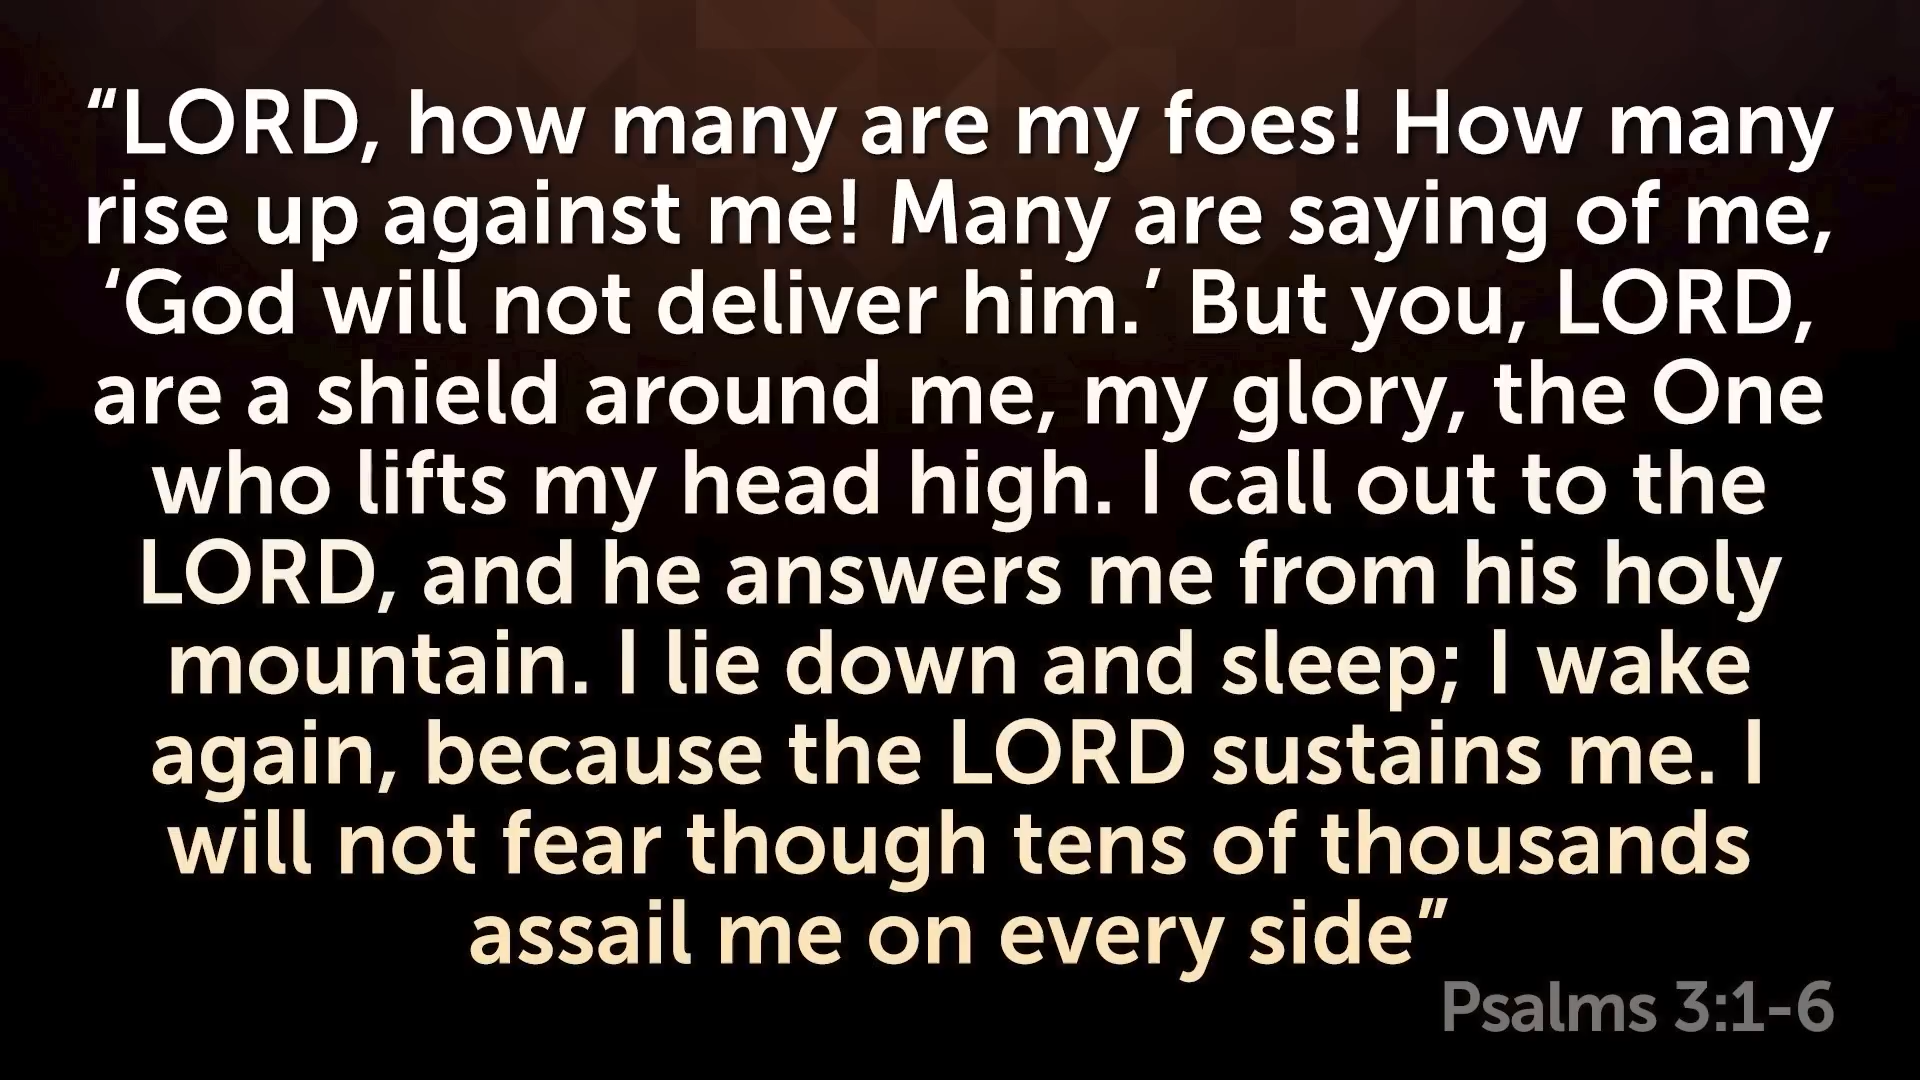 “LORD, how many are my foes! How many
rise up against me! Many are saying of me,
‘God will not deliver him.’ But you, LORD,
are a shield around me, my glory, the One
who lifts my head high. I call out to the
LORD, and he answers me from his holy
mountain. I lie down and sleep; I wake
again, because the LORD sustains me. I
will not fear though tens of thousands
assail me on every side”
Psalms 3:1-6